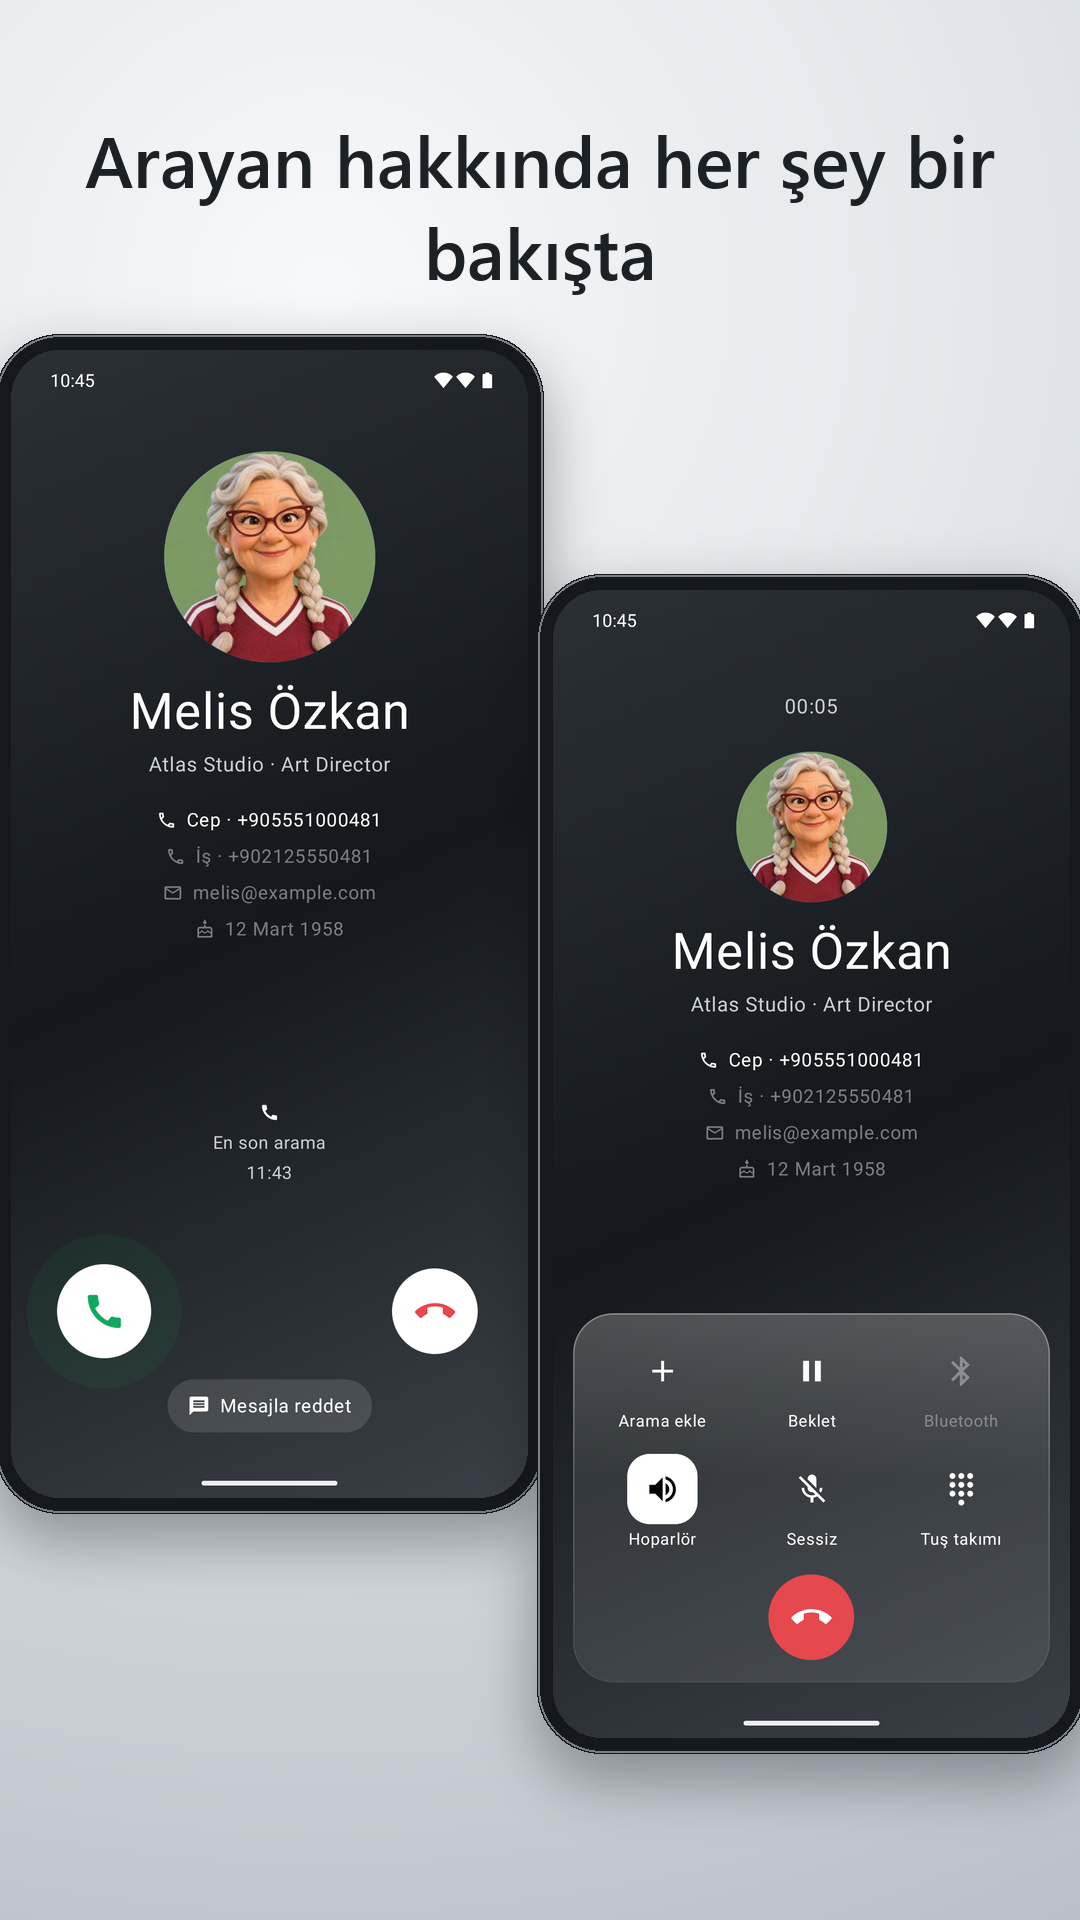 Arayan hakkında her şey bir
bakışta
10:45
Melis Özkan
Atlas Studio · Art Director
Cep · +905551000481
İş · +902125550481
melis@example.com
12 Mart 1958
En son arama
11:43
Mesajla reddet
10:45
00:05
Melis Özkan
Atlas Studio · Art Director
Cep · +905551000481
İş · +902125550481
melis@example.com
12 Mart 1958
Arama ekle
Beklet
Bluetooth
Hoparlör
Sessiz
Tuş takımı